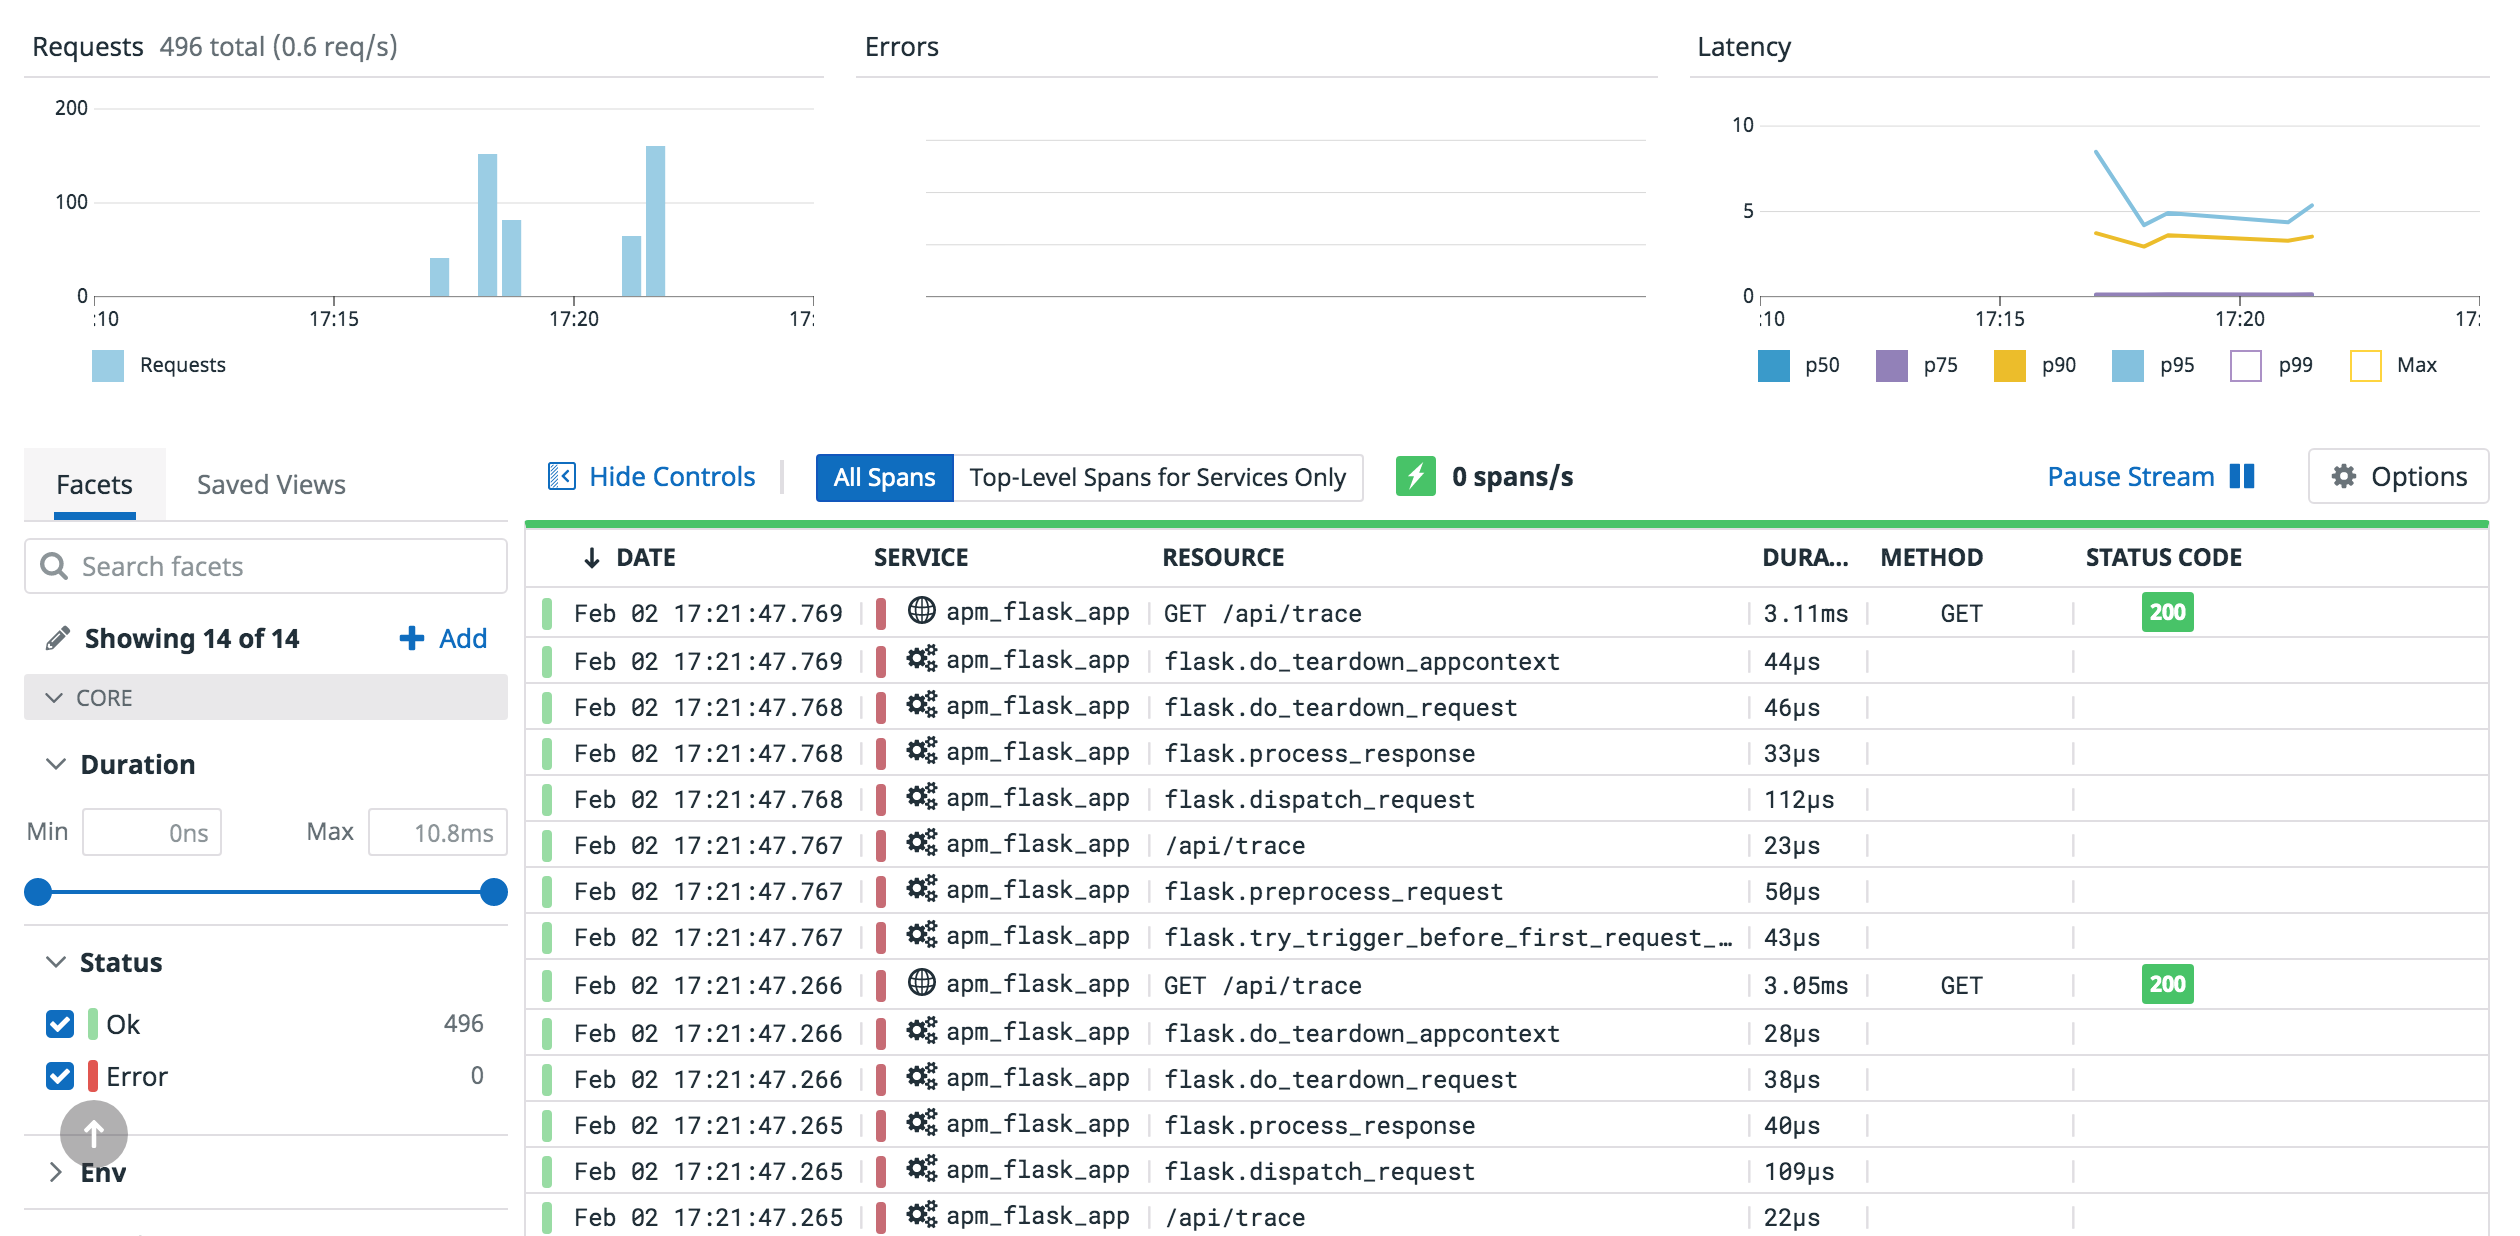 Requests 496 total (0.6 req/s)
Errors
Latency
200
100
0
:10 17:15 17:20 17:
Requests
10
5
0
:10 17:15 17:20 17:
p50 p75 p90 p95 p99 Max
Facets Saved Views
Search facets
Showing 14 of 14 Add
CORE
Duration
Min 0ns Max 10.8ms
Status
Ok 496
Error 0
Env
Hide Controls All Spans Top-Level Spans for Services Only 0 spans/s Pause Stream Options
DATE SERVICE RESOURCE DURA... METHOD STATUS CODE
Feb 02 17:21:47.769 apm_flask_app GET /api/trace 3.11ms GET 200
Feb 02 17:21:47.769 apm_flask_app flask.do_teardown_appcontext 44µs
Feb 02 17:21:47.768 apm_flask_app flask.do_teardown_request 46µs
Feb 02 17:21:47.768 apm_flask_app flask.process_response 33µs
Feb 02 17:21:47.768 apm_flask_app flask.dispatch_request 112µs
Feb 02 17:21:47.767 apm_flask_app /api/trace 23µs
Feb 02 17:21:47.767 apm_flask_app flask.preprocess_request 50µs
Feb 02 17:21:47.767 apm_flask_app flask.try_trigger_before_first_request_… 43µs
Feb 02 17:21:47.266 apm_flask_app GET /api/trace 3.05ms GET 200
Feb 02 17:21:47.266 apm_flask_app flask.do_teardown_appcontext 28µs
Feb 02 17:21:47.266 apm_flask_app flask.do_teardown_request 38µs
Feb 02 17:21:47.265 apm_flask_app flask.process_response 40µs
Feb 02 17:21:47.265 apm_flask_app flask.dispatch_request 109µs
Feb 02 17:21:47.265 apm_flask_app /api/trace 22µs